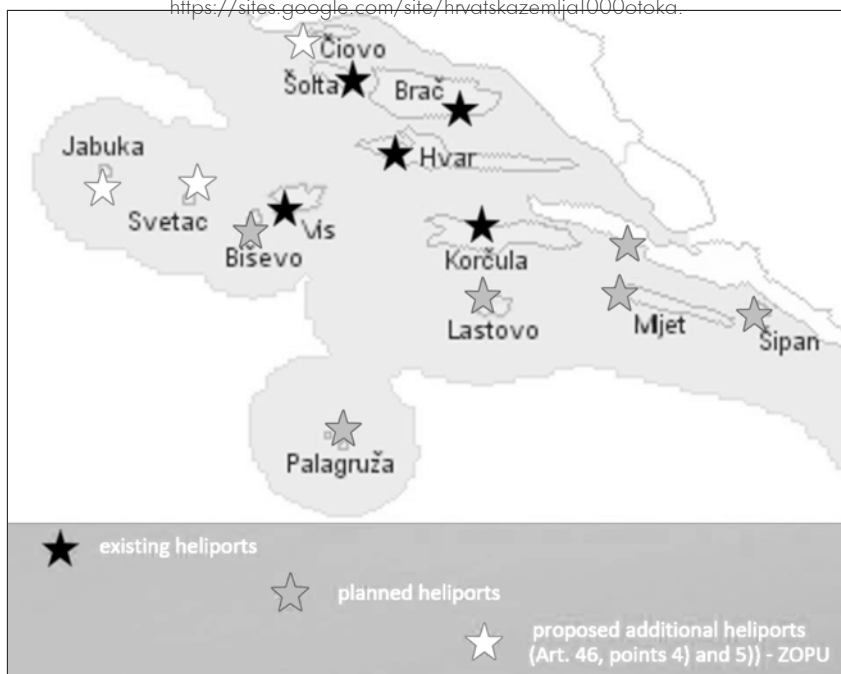 https://sites.google.com/site/hrvatskazemlja1000otoka.
Čiovo
Šolta
Brač
Hvar
Jabuka
Svetac
Vis
Biševo
Korčula
Lastovo
Mljet
Šipan
Palagruža
existing heliports
planned heliports
proposed additional heliports
(Art. 46, points 4) and 5)) - ZOPU